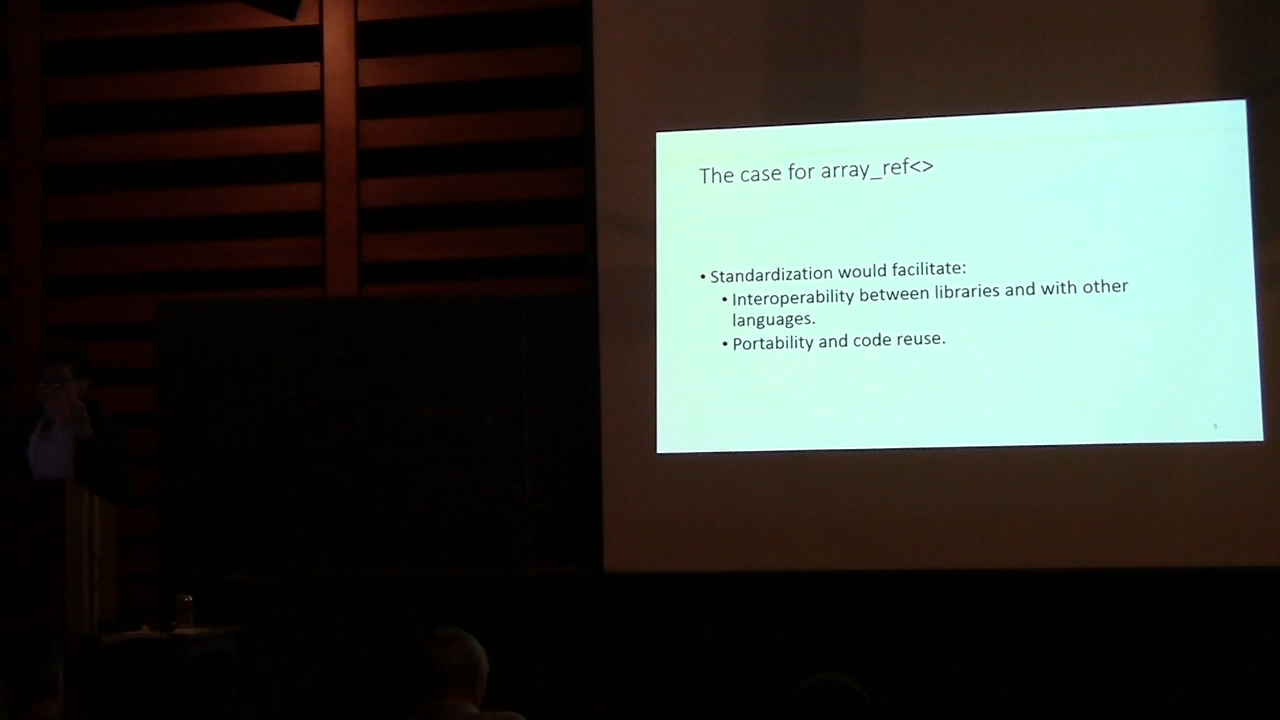 The case for array_ref<>
• Standardization would facilitate:
• Interoperability between libraries and with other
languages.
• Portability and code reuse.